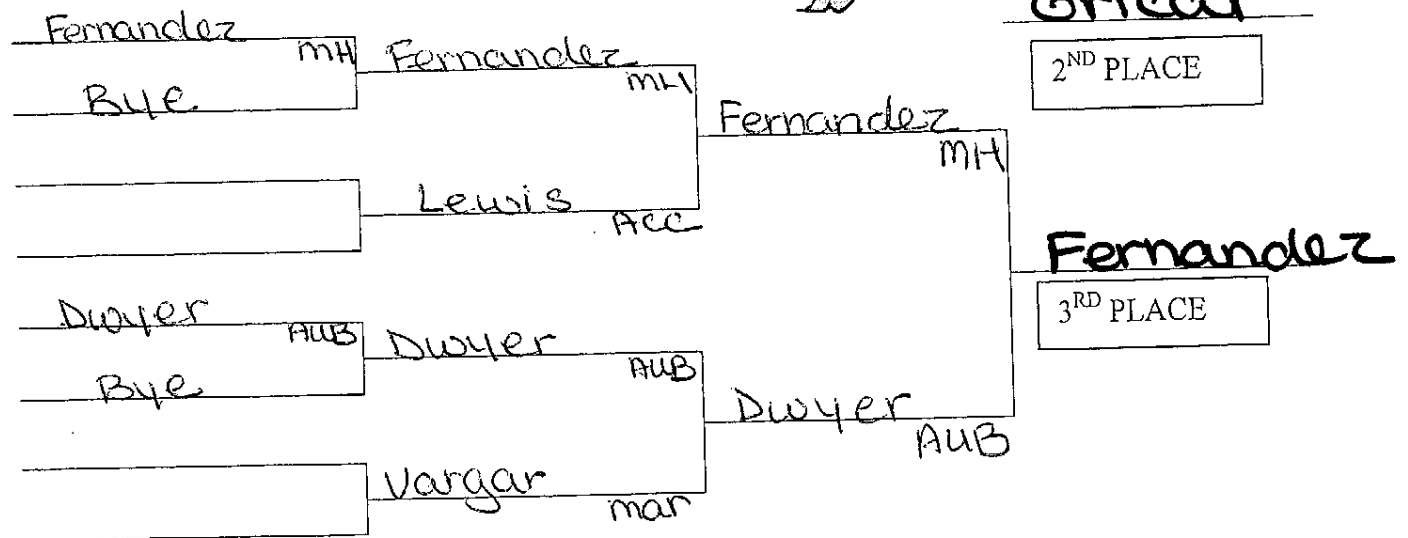 Fernandez
MH
Bye
Fernandez
MH
Lewis
ACC
Fernandez
MH
Dwyer
AUB
Bye
Dwyer
AUB
Vargar
mar
Dwyer
AUB
2ND PLACE
Fernandez
3RD PLACE